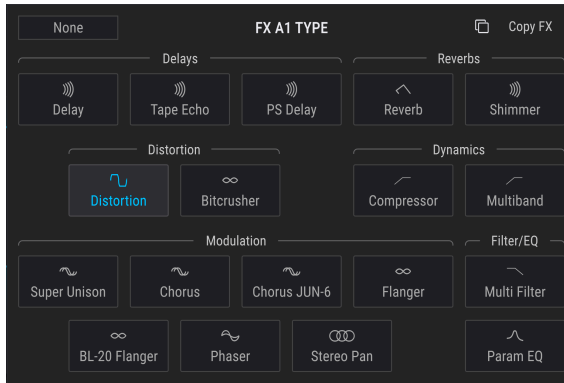 None
FX A1 TYPE
Copy FX
Delays
Reverbs
Delay
Tape Echo
PS Delay
Reverb
Shimmer
Distortion
Dynamics
Distortion
Bitcrusher
Compressor
Multiband
Modulation
Filter/EQ
Super Unison
Chorus
Chorus JUN-6
Flanger
Multi Filter
BL-20 Flanger
Phaser
Stereo Pan
Param EQ